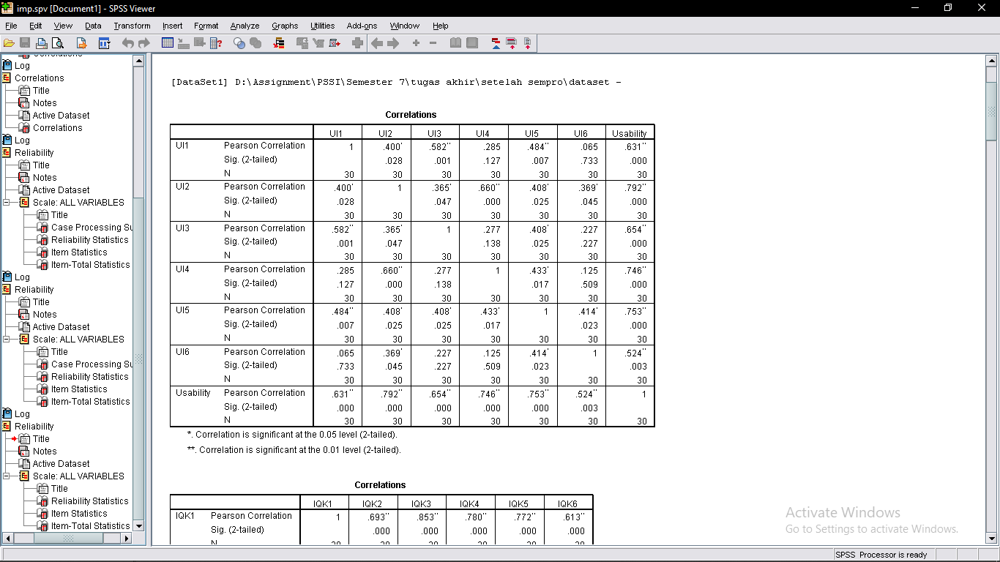 imp.spv [Document1] - SPSS Viewer
File Edit View Data Transform Insert Format Analyze Graphs Utilities Add-ons Window Help
Log
Correlations
Title
Notes
Active Dataset
Correlations
Log
Reliability
Title
Notes
Active Dataset
Scale: ALL VARIABLES
Title
Case Processing Su
Reliability Statistics
Item Statistics
Item-Total Statistics
Log
Reliability
Title
Notes
Active Dataset
Scale: ALL VARIABLES
Title
Case Processing Su
Reliability Statistics
Item Statistics
Item-Total Statistics
Log
Reliability
Title
Notes
Active Dataset
Scale: ALL VARIABLES
Title
Reliability Statistics
Item Statistics
Item-Total Statistics
[DataSet1] D:\Assignment\PSSI\Semester 7\tugas akhir\setelah sempro\dataset -
Correlations
UI1 UI2 UI3 UI4 UI5 UI6 Usability
UI1 Pearson Correlation 1 .400* .582** .285 .484** .065 .631**
Sig. (2-tailed) .028 .001 .127 .007 .733 .000
N 30 30 30 30 30 30 30
UI2 Pearson Correlation .400* 1 .365* .660** .408* .369* .792**
Sig. (2-tailed) .028 .047 .000 .025 .045 .000
N 30 30 30 30 30 30 30
UI3 Pearson Correlation .582** .365* 1 .277 .408* .227 .654**
Sig. (2-tailed) .001 .047 .138 .025 .227 .000
N 30 30 30 30 30 30 30
UI4 Pearson Correlation .285 .660** .277 1 .433* .125 .746**
Sig. (2-tailed) .127 .000 .138 .017 .509 .000
N 30 30 30 30 30 30 30
UI5 Pearson Correlation .484** .408* .408* .433* 1 .414* .753**
Sig. (2-tailed) .007 .025 .025 .017 .023 .000
N 30 30 30 30 30 30 30
UI6 Pearson Correlation .065 .369* .227 .125 .414* 1 .524**
Sig. (2-tailed) .733 .045 .227 .509 .023 .003
N 30 30 30 30 30 30 30
Usability Pearson Correlation .631** .792** .654** .746** .753** .524** 1
Sig. (2-tailed) .000 .000 .000 .000 .000 .003
N 30 30 30 30 30 30 30
*. Correlation is significant at the 0.05 level (2-tailed).
**. Correlation is significant at the 0.01 level (2-tailed).
Correlations
IQK1 IQK2 IQK3 IQK4 IQK5 IQK6
IQK1 Pearson Correlation 1 .693** .853** .780** .772** .613**
Sig. (2-tailed) .000 .000 .000 .000 .000
Activate Windows
Go to Settings to activate Windows.
SPSS Processor is ready